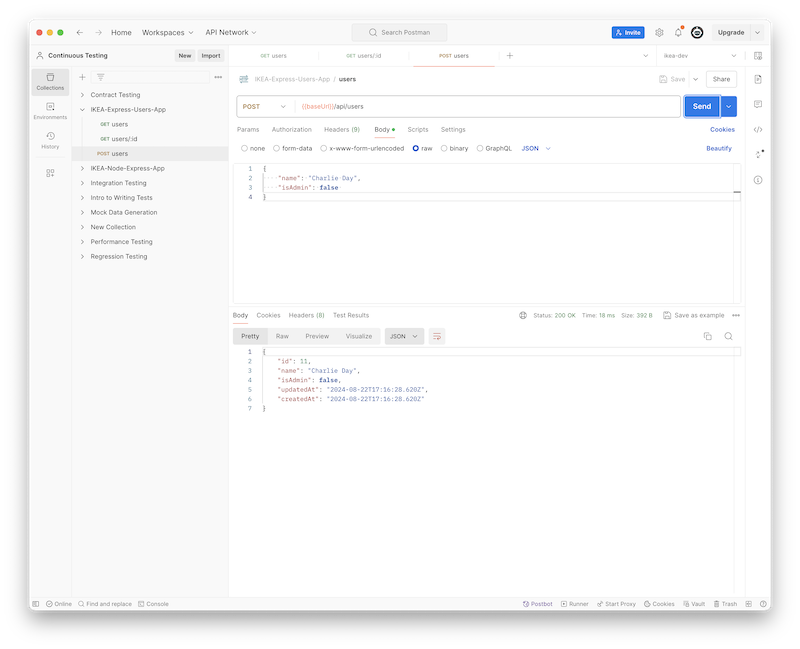 Home Workspaces API Network Search Postman Invite Upgrade
Continuous Testing New Import GET users GET users/:id POST users ikea-dev
Collections
Environments
History
Contract Testing
IKEA-Express-Users-App
GET users
GET users/:id
POST users
IKEA-Node-Express-App
Integration Testing
Intro to Writing Tests
Mock Data Generation
New Collection
Performance Testing
Regression Testing
IKEA-Express-Users-App / users Save Share
POST {{baseUrl}}/api/users Send
Params Authorization Headers (9) Body Scripts Settings Cookies
none form-data x-www-form-urlencoded raw binary GraphQL JSON Beautify
1 {
2 "name": "Charlie Day",
3 "isAdmin": false
4 }
Body Cookies Headers (8) Test Results Status: 200 OK Time: 18 ms Size: 392 B Save as example
Pretty Raw Preview Visualize JSON
1 {
2 "id": 11,
3 "name": "Charlie Day",
4 "isAdmin": false,
5 "updatedAt": "2024-08-22T17:16:28.620Z",
6 "createdAt": "2024-08-22T17:16:28.620Z"
7 }
Online Find and replace Console Postbot Runner Start Proxy Cookies Vault Trash